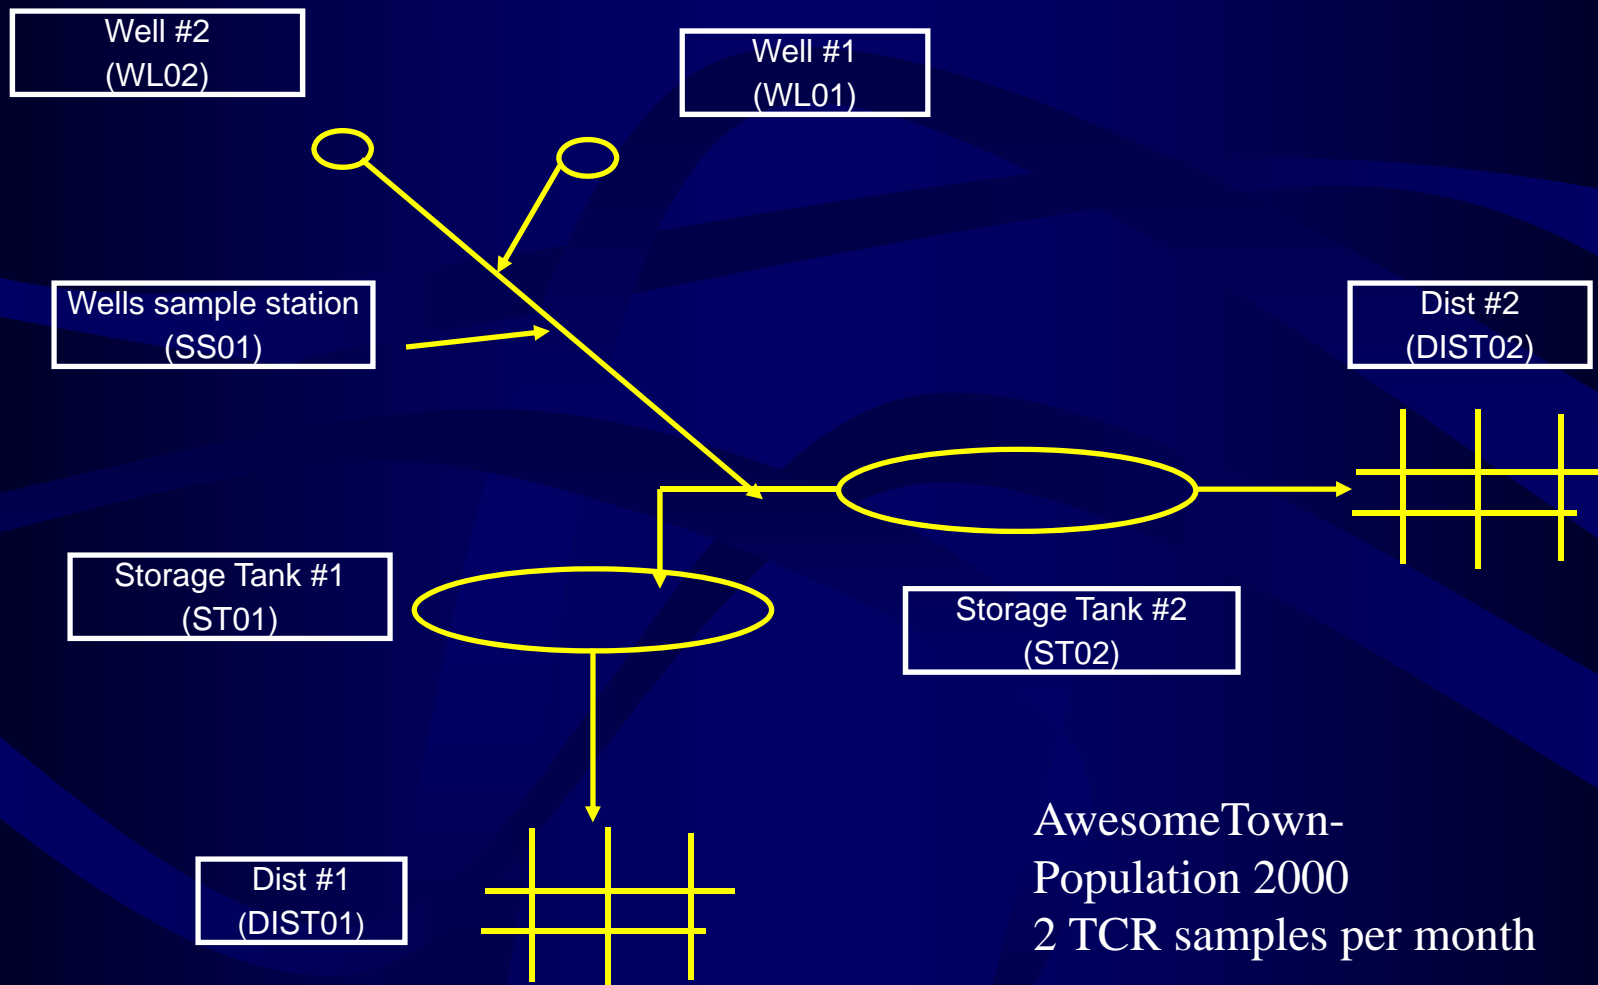 Well #2
(WL02)
Well #1
(WL01)
Wells sample station
(SS01)
Dist #2
(DIST02)
Storage Tank #1
(ST01)
Storage Tank #2
(ST02)
Dist #1
(DIST01)
AwesomeTown-
Population 2000
2 TCR samples per month